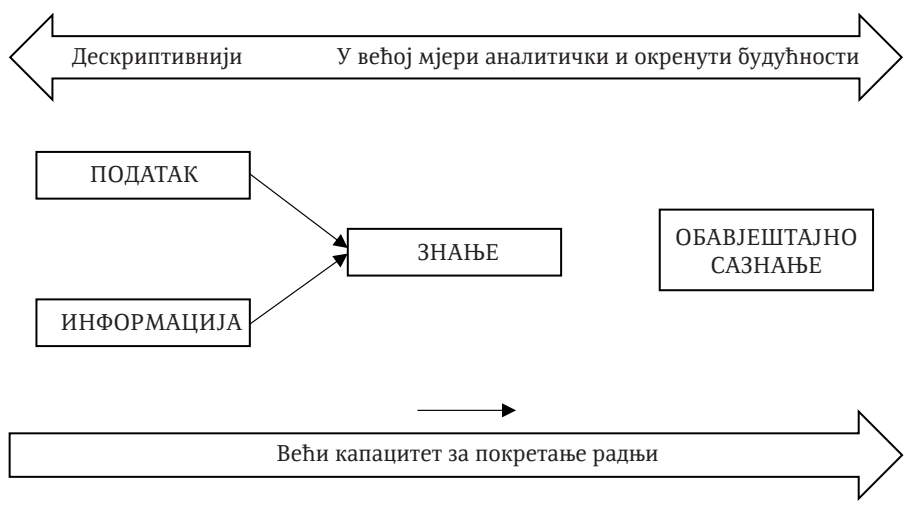 Дескриптивнији
У већој мјери аналитички и окренути будућности
ПОДАТАК
ЗНАЊЕ
ОБАВЈЕШТАЈНО
САЗНАЊЕ
ИНФОРМАЦИЈА
Већи капацитет за покретање радњи